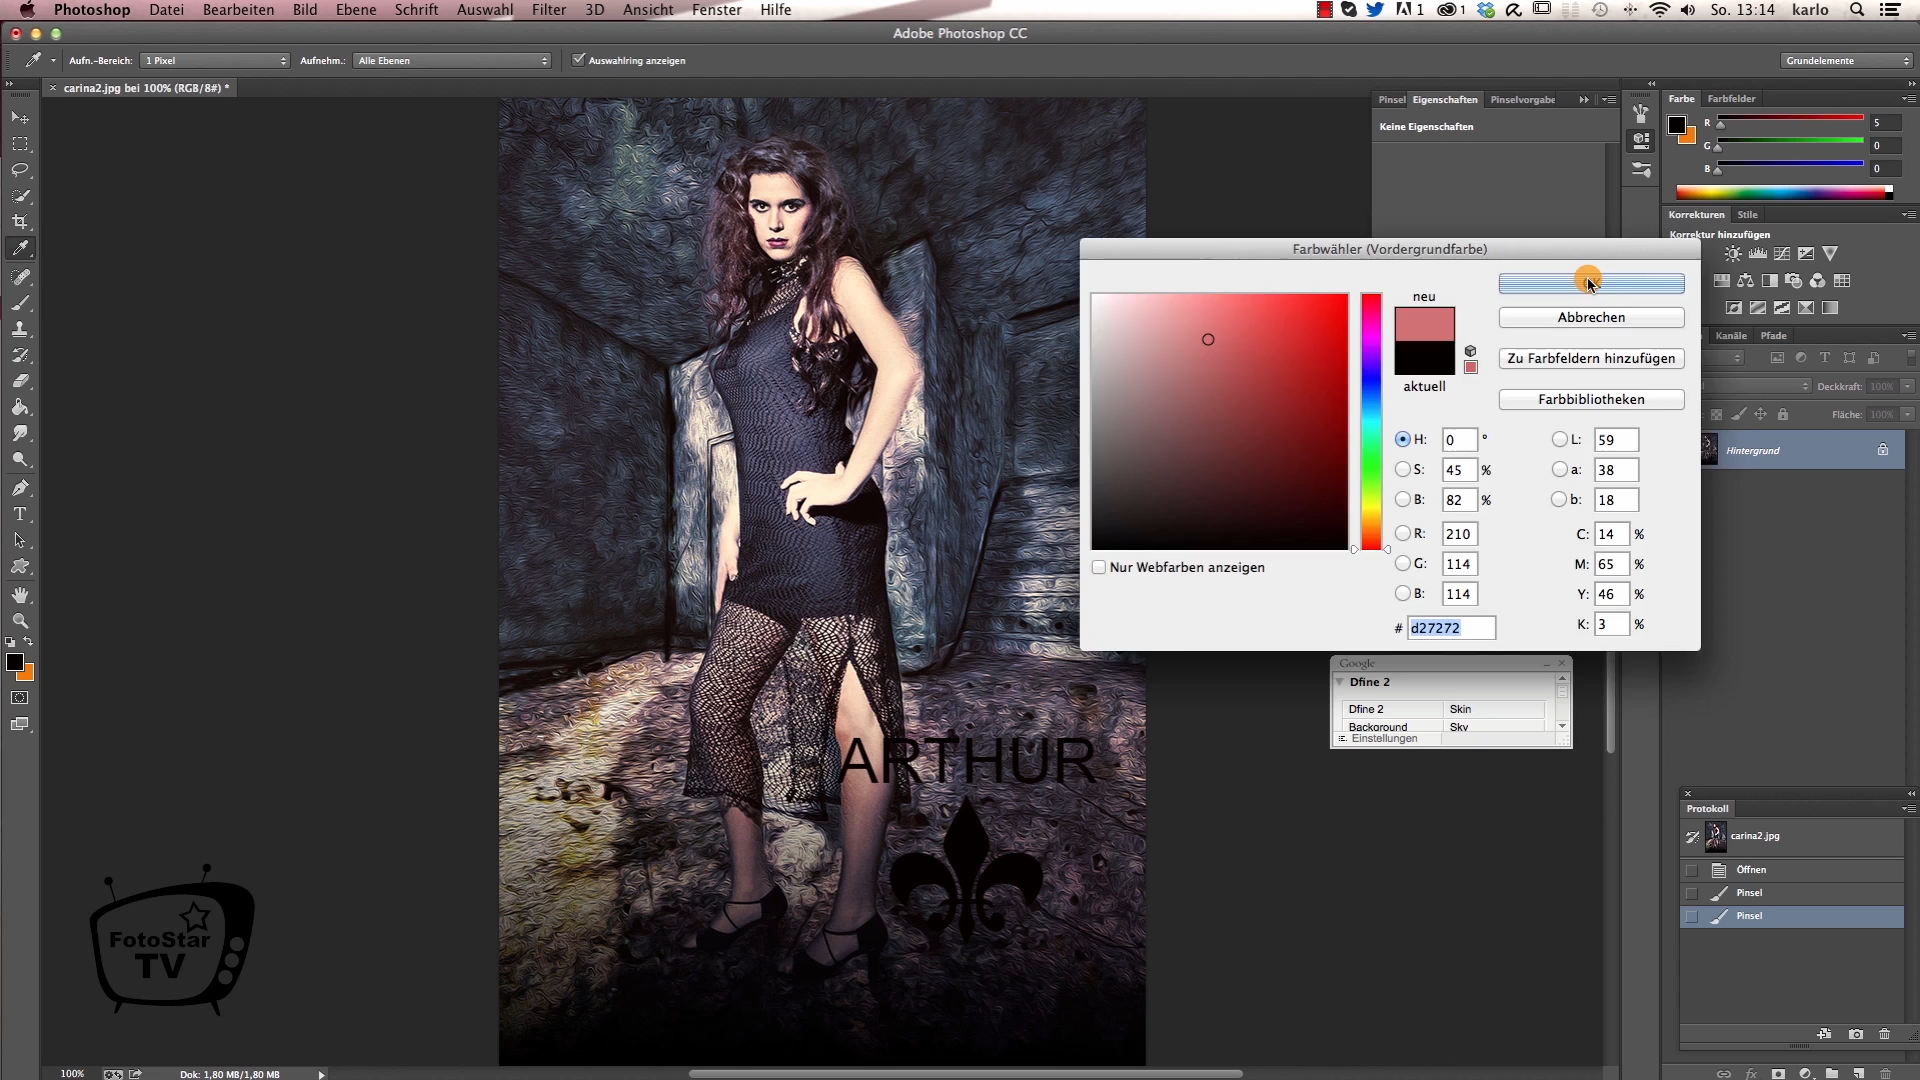 Photoshop Datei Bearbeiten Bild Ebene Schrift Auswahl Filter 3D Ansicht Fenster Hilfe 1 1 So. 13:14 karlo
Adobe Photoshop CC
Aufn.-Bereich: 1 Pixel Aufnehm.: Alle Ebenen Auswahlring anzeigen Grundelemente
carina2.jpg bei 100% (RGB/8#) *
Pinsel Eigenschaften Pinselvorgabe
Keine Eigenschaften
Farbe Farbfelder
R 5
G 0
B 0
Korrekturen Stile
Korrektur hinzufügen
Farbwähler (Vordergrundfarbe)
neu
aktuell
Abbrechen
Zu Farbfeldern hinzufügen
Farbbibliotheken
H: 0 ° L: 59
S: 45 % a: 38
B: 82 % b: 18
R: 210 C: 14 %
G: 114 M: 65 %
B: 114 Y: 46 %
# d27272 K: 3 %
Nur Webfarben anzeigen
Kanäle Pfade
Deckkraft: 100%
Fläche: 100%
Hintergrund
Google
Dfine 2
Dfine 2 Skin
Background Sky
Einstellungen
ARTHUR
FotoStar
TV
Protokoll
carina2.jpg
Öffnen
Pinsel
Pinsel
100% Dok: 1,80 MB/1,80 MB